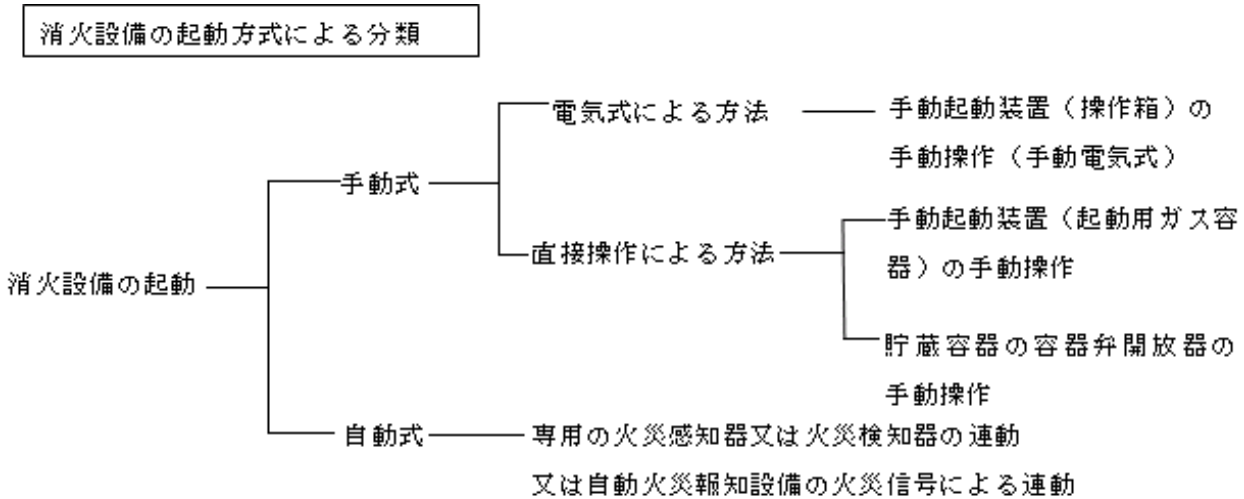 消火設備の起動方式による分類
電気式による方法
手動起動装置（操作箱）の
手動操作（手動電気式）
手動式
手動起動装置（起動用ガス容
直接操作による方法
器）の手動操作
消火設備の起動
貯蔵容器の容器弁開放器の
手動操作
自動式
専用の火災感知器又は火災検知器の連動
又は自動火災報知設備の火災信号による連動